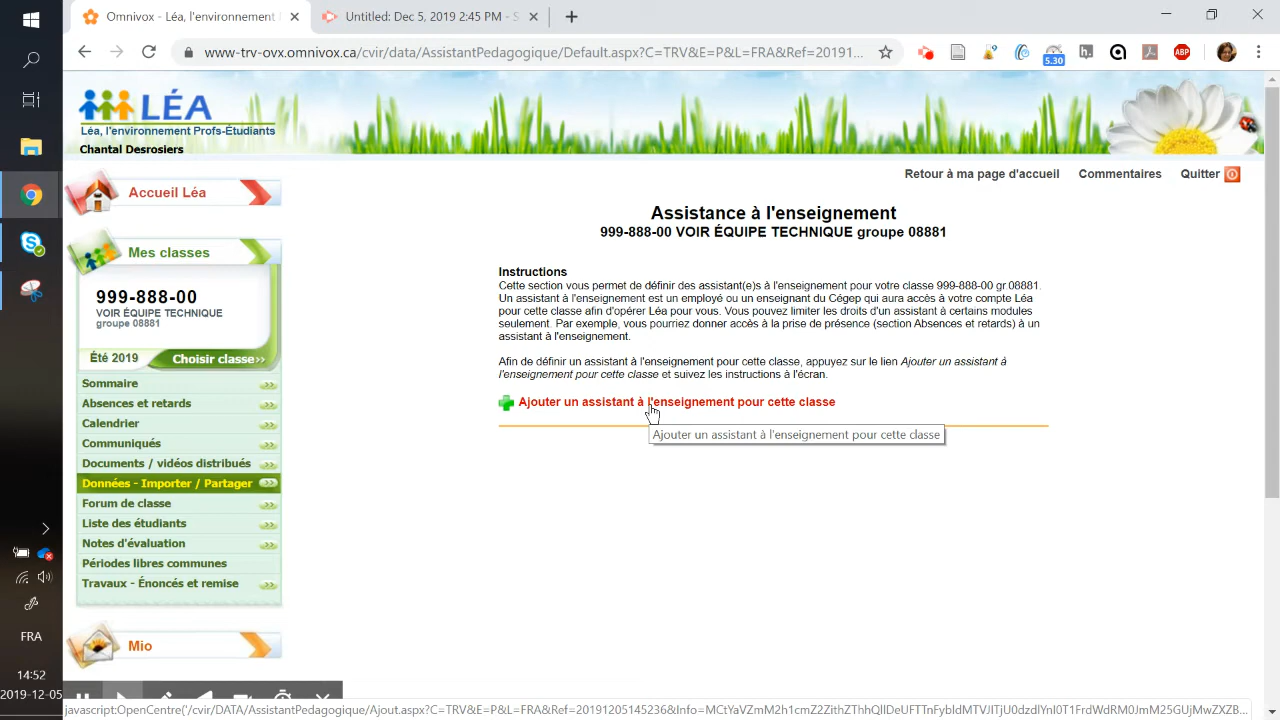 Omnivox - Léa, l'environnement
Untitled: Dec 5, 2019 2:45 PM - S
www-trv-ovx.omnivox.ca/cvir/data/AssistantPedagogique/Default.aspx?C=TRV&E=P&L=FRA&Ref=20191...
5.30
h.
ABP
LÉA
Léa, l'environnement Profs-Étudiants
Chantal Desrosiers
Retour à ma page d'accueil
Commentaires
Quitter
Accueil Léa
Mes classes
999-888-00
VOIR ÉQUIPE TECHNIQUE
groupe 08881
Été 2019
Choisir classe
Sommaire
Absences et retards
Calendrier
Communiqués
Documents / vidéos distribués
Données - Importer / Partager
Forum de classe
Liste des étudiants
Notes d'évaluation
Périodes libres communes
Travaux - Énoncés et remise
Mio
Assistance à l'enseignement
999-888-00 VOIR ÉQUIPE TECHNIQUE groupe 08881
Instructions
Cette section vous permet de définir des assistant(e)s à l'enseignement pour votre classe 999-888-00 gr.08881.
Un assistant à l'enseignement est un employé ou un enseignant du Cégep qui aura accès à votre compte Léa
pour cette classe afin d'opérer Léa pour vous. Vous pouvez limiter les droits d'un assistant à certains modules
seulement. Par exemple, vous pourriez donner accès à la prise de présence (section Absences et retards) à un
assistant à l'enseignement.
Afin de définir un assistant à l'enseignement pour cette classe, appuyez sur le lien Ajouter un assistant à
l'enseignement pour cette classe et suivez les instructions à l'écran.
Ajouter un assistant à l'enseignement pour cette classe
Ajouter un assistant à l'enseignement pour cette classe
FRA
14:52
2019-12-05